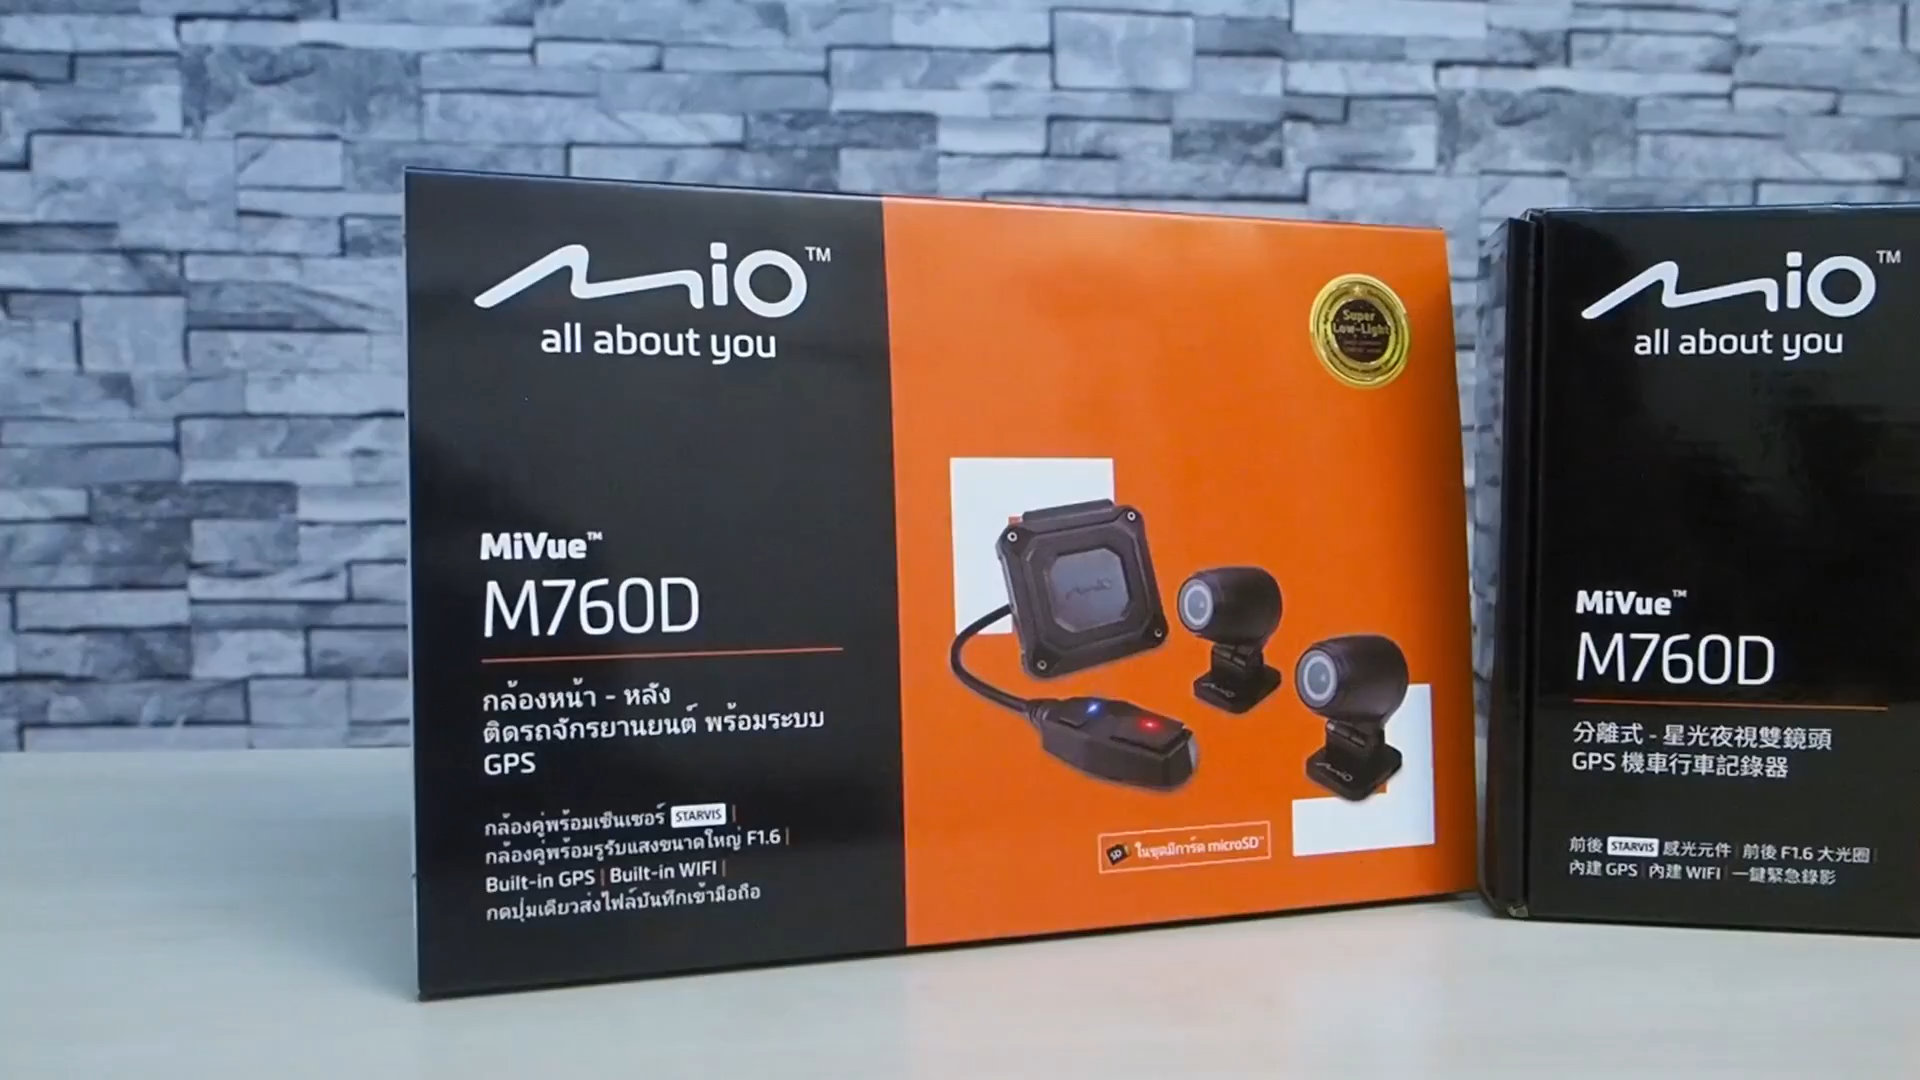 mio™
all about you
MiVue™
M760D
กล้องหน้า - หลัง
ติดรถจักรยานยนต์ พร้อมระบบ
GPS
กล้องคู่พร้อมเซ็นเซอร์ STARVIS |
กล้องคู่พร้อมรูรับแสงขนาดใหญ่ F1.6 |
Built-in GPS | Built-in WIFI |
กดปุ่มเดียวส่งไฟล์บันทึกเข้ามือถือ
Super
Low-Light
mio
mio
mio
ในชุดมีการ์ด microSD™
mio™
all about you
MiVue™
M760D
分離式 - 星光夜視雙鏡頭
GPS 機車行車記錄器
前後 STARVIS 感光元件 | 前後 F1.6 大光圈 |
內建 GPS | 內建 WIFI | 一鍵緊急錄影